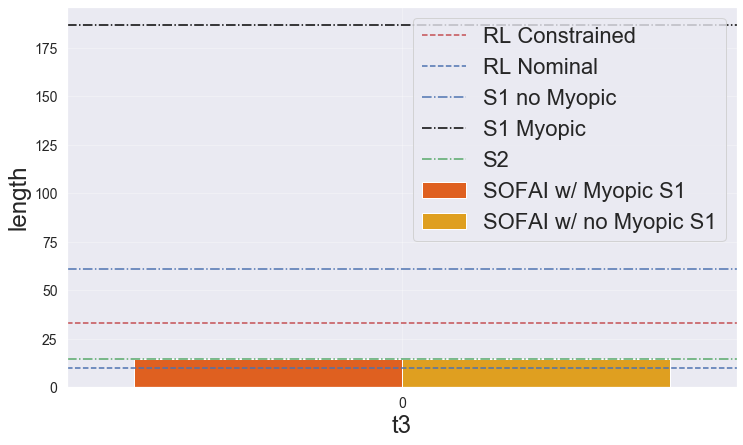 175
150
125
100
75
50
25
0
length
RL Constrained
RL Nominal
S1 no Myopic
S1 Myopic
S2
SOFAI w/ Myopic S1
SOFAI w/ no Myopic S1
0
t3